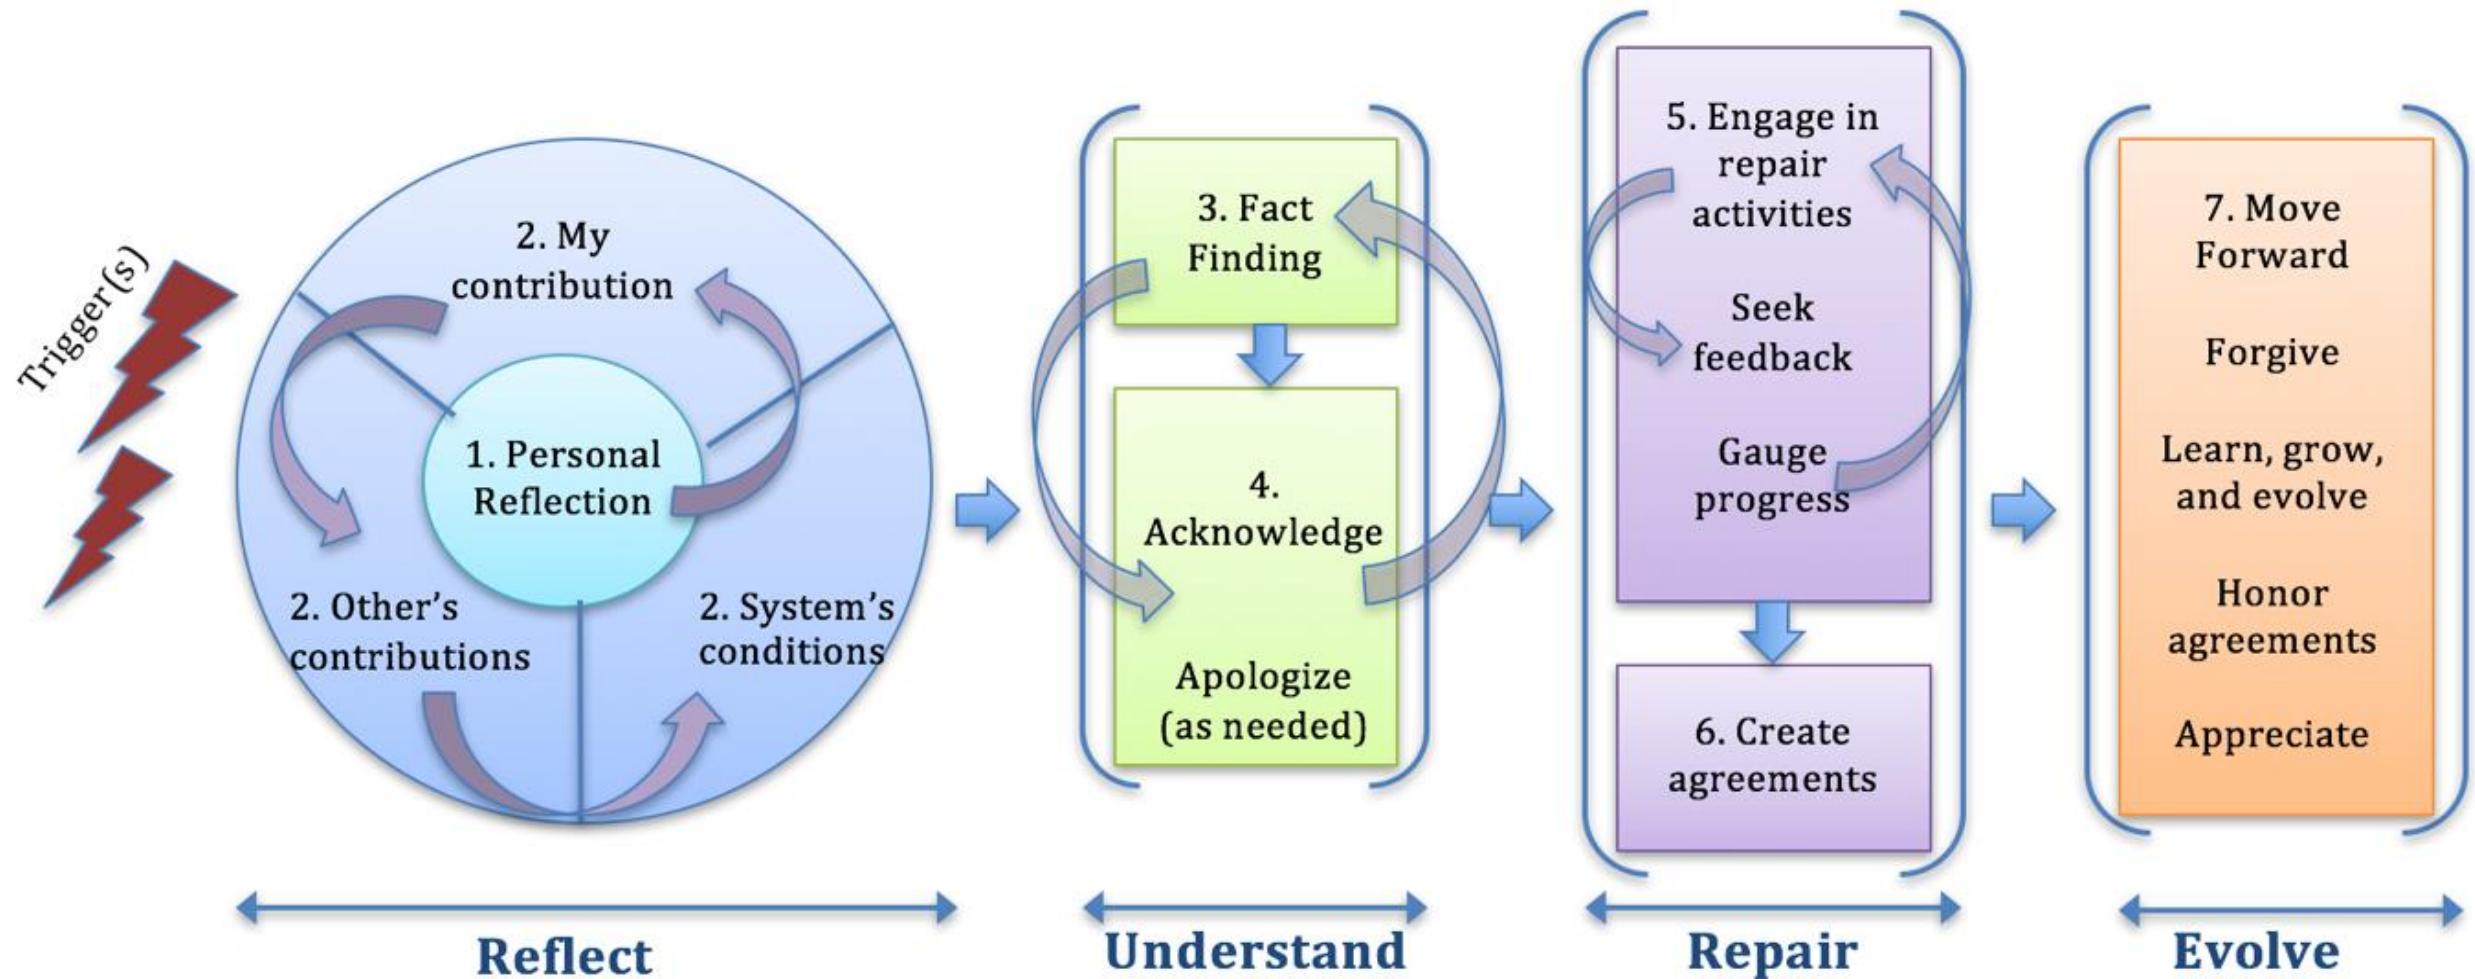 Trigger(s)
2. My
contribution
1. Personal
Reflection
2. Other’s
contributions
2. System’s
conditions
Reflect
3. Fact
Finding
4.
Acknowledge
Apologize
(as needed)
Understand
5. Engage in
repair
activities
Seek
feedback
Gauge
progress
6. Create
agreements
Repair
7. Move
Forward
Forgive
Learn, grow,
and evolve
Honor
agreements
Appreciate
Evolve